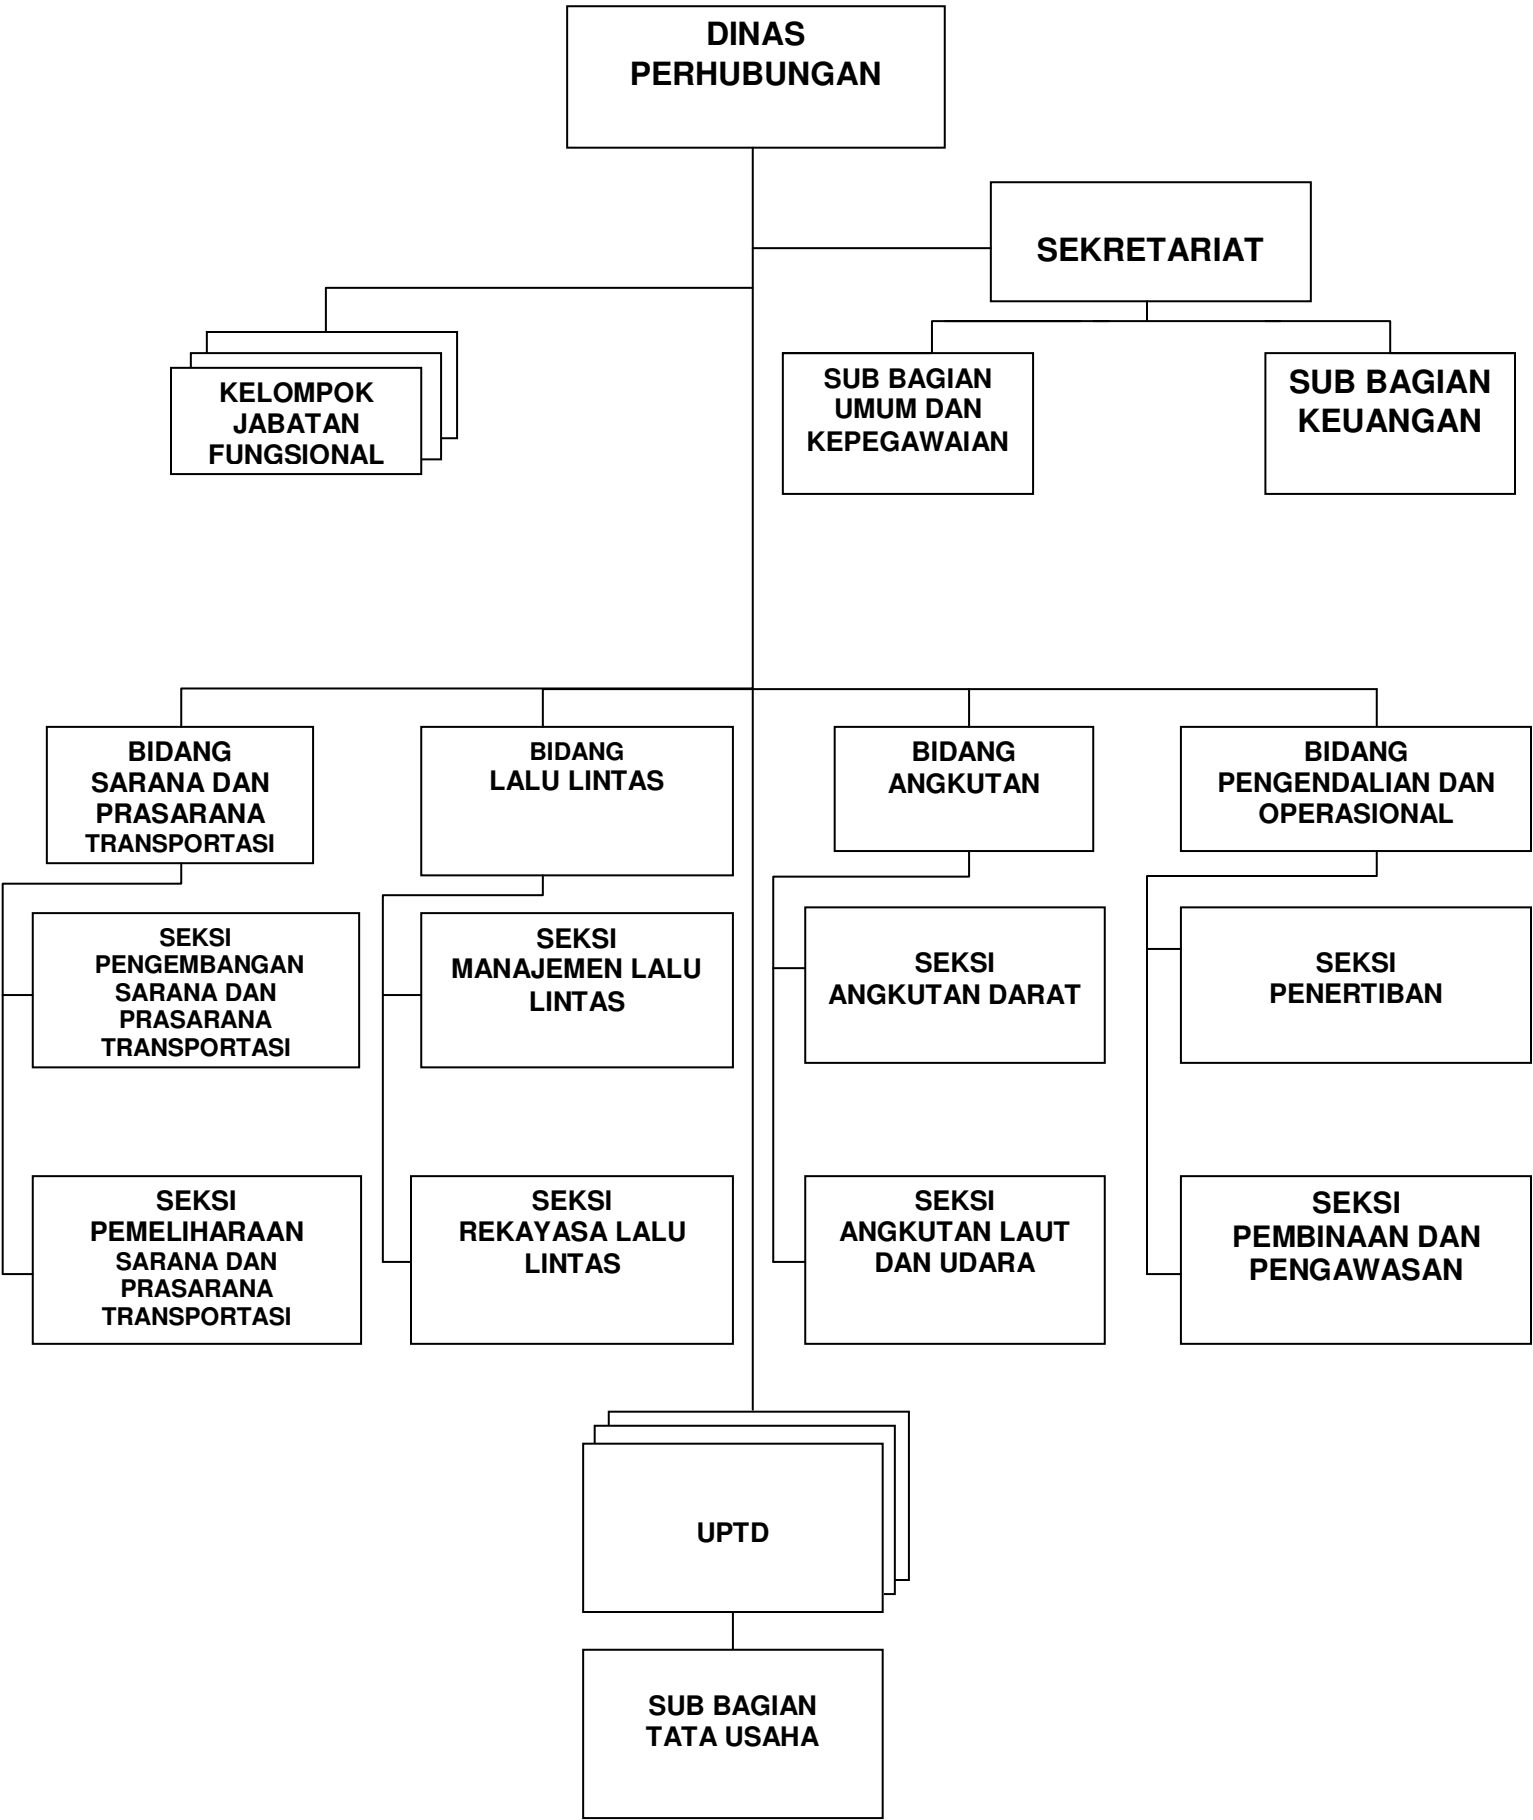 DINAS
PERHUBUNGAN
SEKRETARIAT
KELOMPOK
JABATAN
FUNGSIONAL
SUB BAGIAN
UMUM DAN
KEPEGAWAIAN
SUB BAGIAN
KEUANGAN
BIDANG
SARANA DAN
PRASARANA
TRANSPORTASI
BIDANG
LALU LINTAS
BIDANG
ANGKUTAN
BIDANG
PENGENDALIAN DAN
OPERASIONAL
SEKSI
PENGEMBANGAN
SARANA DAN
PRASARANA
TRANSPORTASI
SEKSI
MANAJEMEN LALU
LINTAS
SEKSI
ANGKUTAN DARAT
SEKSI
PENERTIBAN
SEKSI
PEMELIHARAAN
SARANA DAN
PRASARANA
TRANSPORTASI
SEKSI
REKAYASA LALU
LINTAS
SEKSI
ANGKUTAN LAUT
DAN UDARA
SEKSI
PEMBINAAN DAN
PENGAWASAN
UPTD
SUB BAGIAN
TATA USAHA